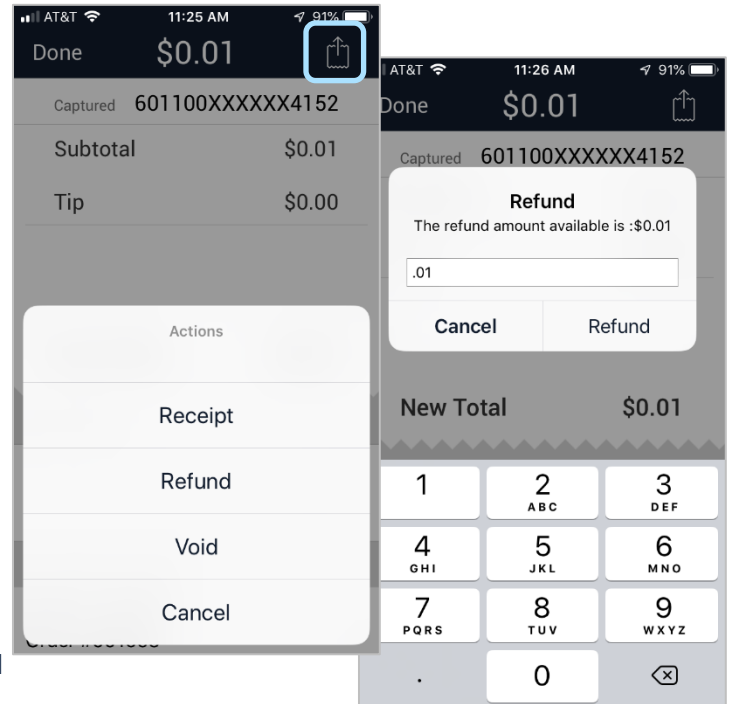 AT&T 11:25 AM 91%
Done $0.01
Captured 601100XXXXXX4152
Subtotal $0.01
Tip $0.00
Actions
Receipt
Refund
Void
Cancel
AT&T 11:26 AM 91%
Done $0.01
Captured 601100XXXXXX4152
Refund
The refund amount available is :$0.01
.01
Cancel Refund
New Total $0.01
1 2 3
ABC DEF
4 5 6
GHI JKL MNO
7 8 9
PQRS TUV WXYZ
. 0